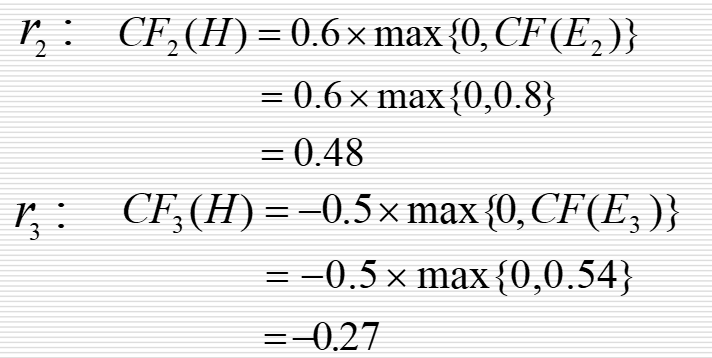 r₂ : CF₂(H) = 0.6 × max{0, CF(E₂)}
= 0.6 × max{0,0.8}
= 0.48
r₃ : CF₃(H) = −0.5 × max{0, CF(E₃)}
= −0.5 × max{0,0.54}
= −0.27